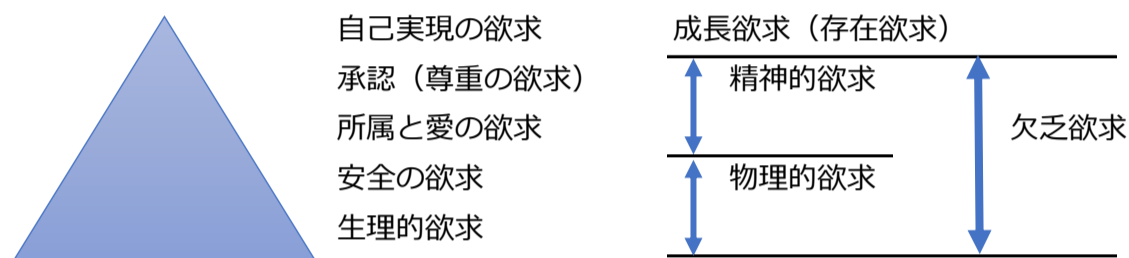 自己実現の欲求
承認（尊重の欲求）
所属と愛の欲求
安全の欲求
生理的欲求
成長欲求（存在欲求）
精神的欲求
欠乏欲求
物理的欲求